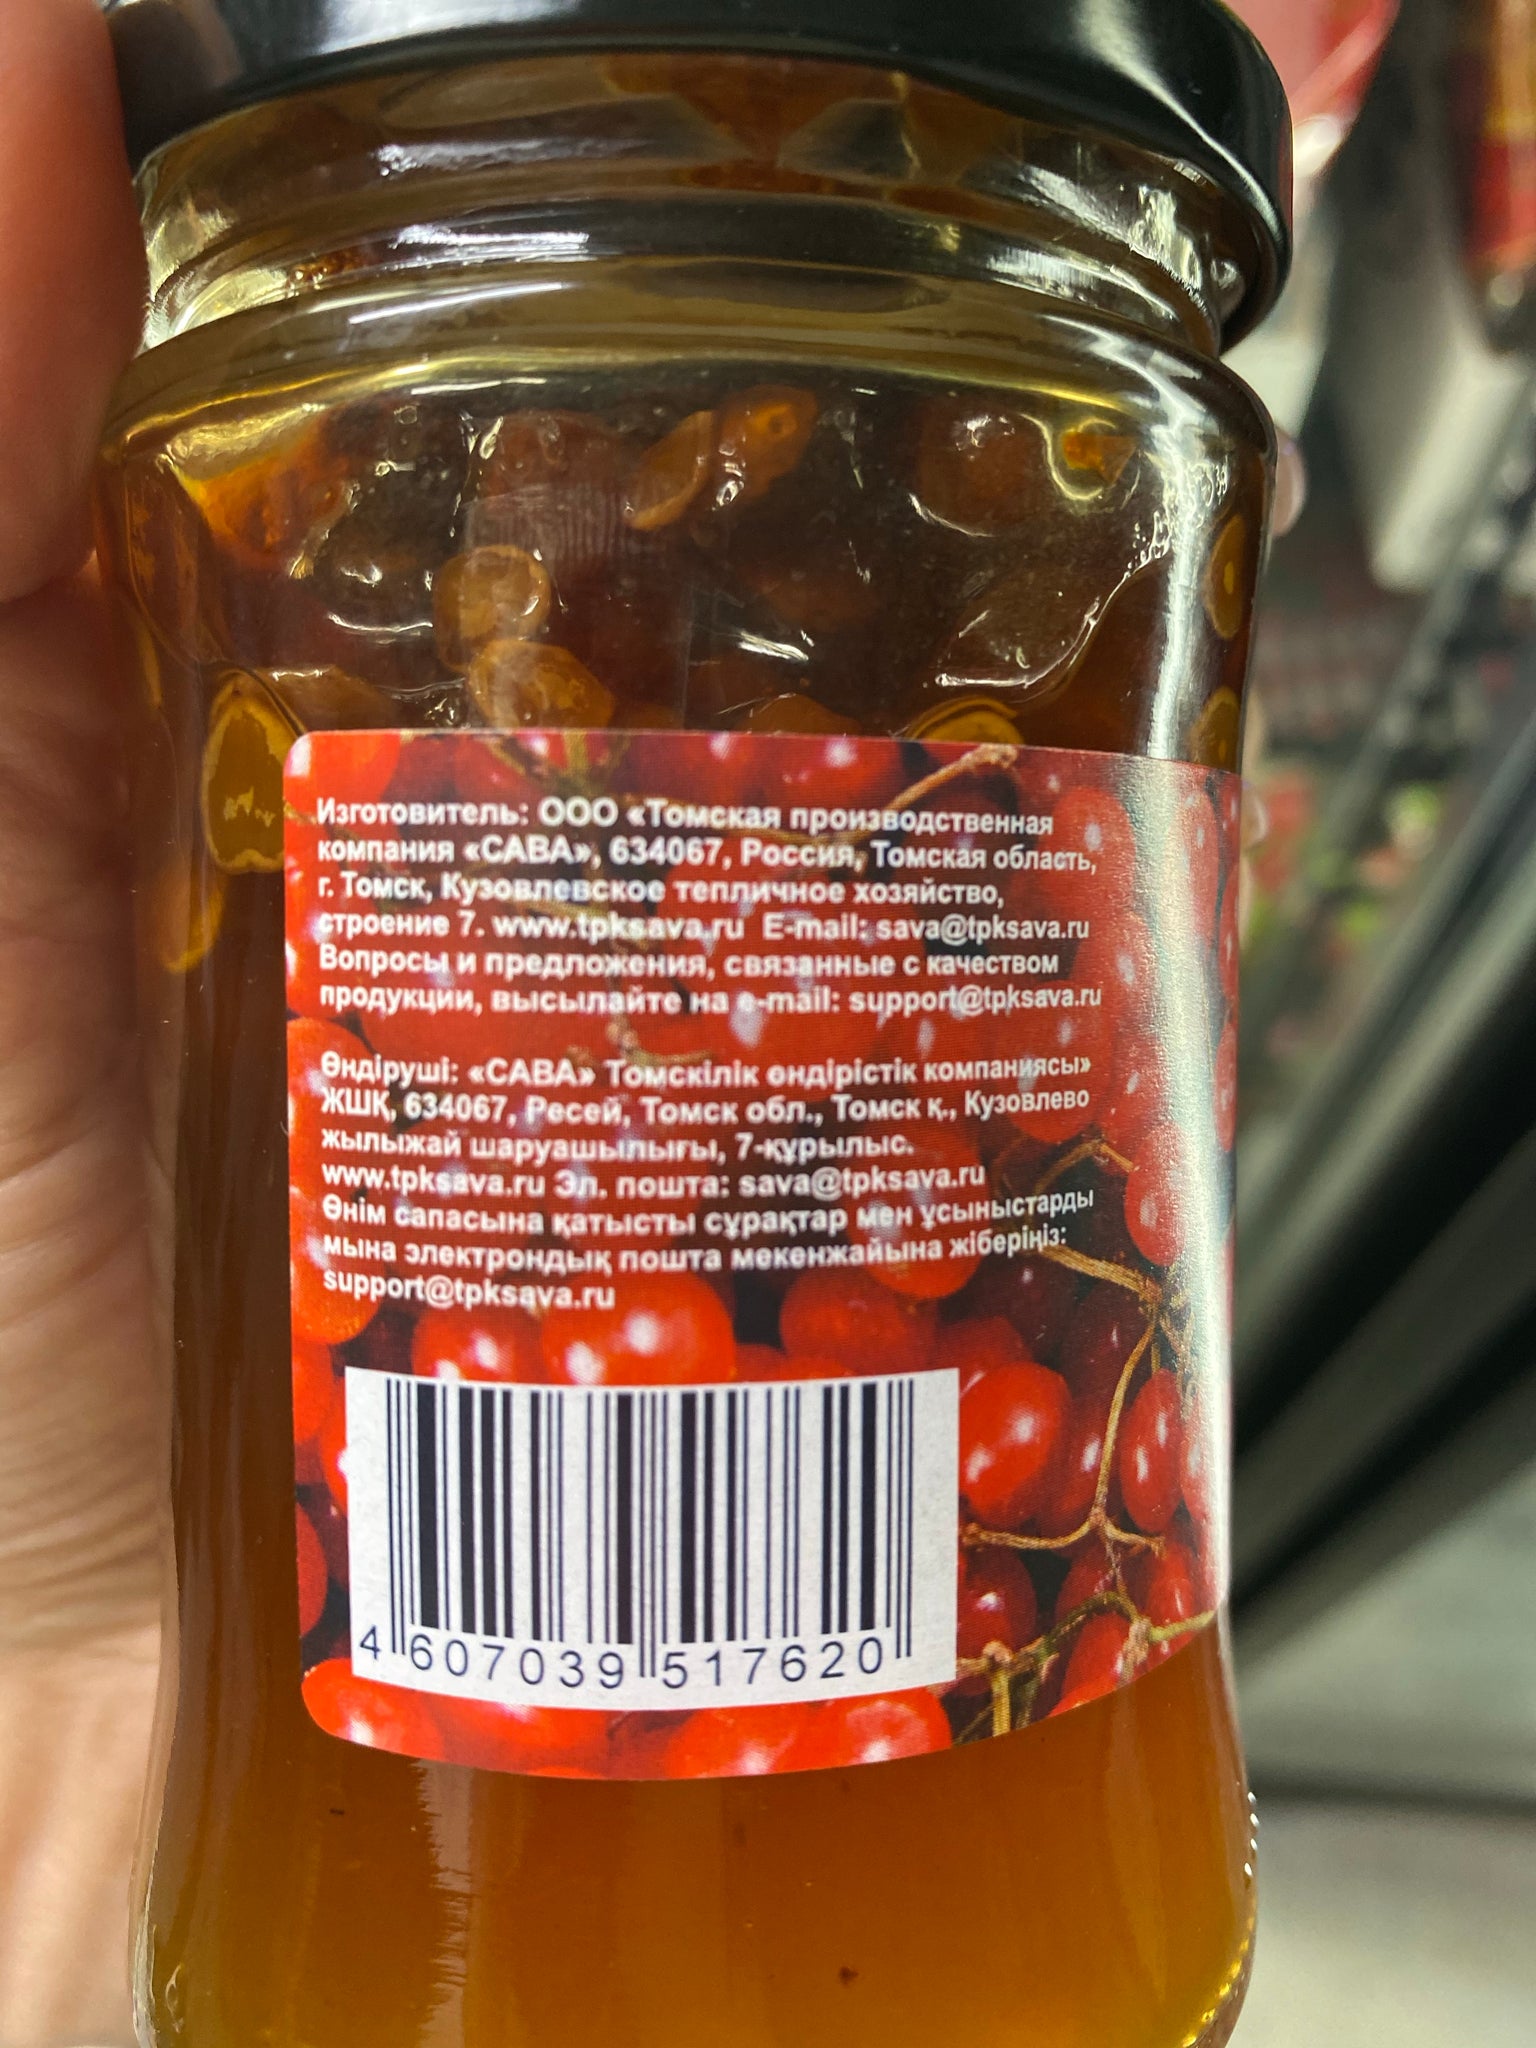 Изготовитель: ООО «Томская производственная
компания «САВА», 634067, Россия, Томская область,
г. Томск, Кузовлевское тепличное хозяйство,
строение 7. www.tpksava.ru E-mail: sava@tpksava.ru
Вопросы и предложения, связанные с качеством
продукции, высылайте на e-mail: support@tpksava.ru
Өндіруші: «САВА» Томскілік өндірістік компаниясы»
ЖШҚ, 634067, Ресей, Томск обл., Томск қ., Кузовлево
жылыжай шаруашылығы, 7-құрылыс.
www.tpksava.ru Эл. пошта: sava@tpksava.ru
Өнім сапасына қатысты сұрақтар мен ұсыныстарды
мына электрондық пошта мекенжайына жіберіңіз:
support@tpksava.ru
4 607039 517620